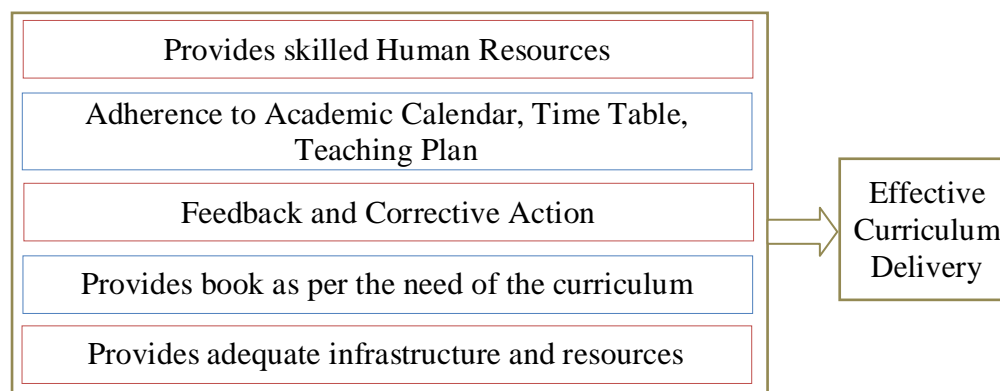 Provides skilled Human Resources
Adherence to Academic Calendar, Time Table,
Teaching Plan
Feedback and Corrective Action
Provides book as per the need of the curriculum
Provides adequate infrastructure and resources
Effective
Curriculum
Delivery